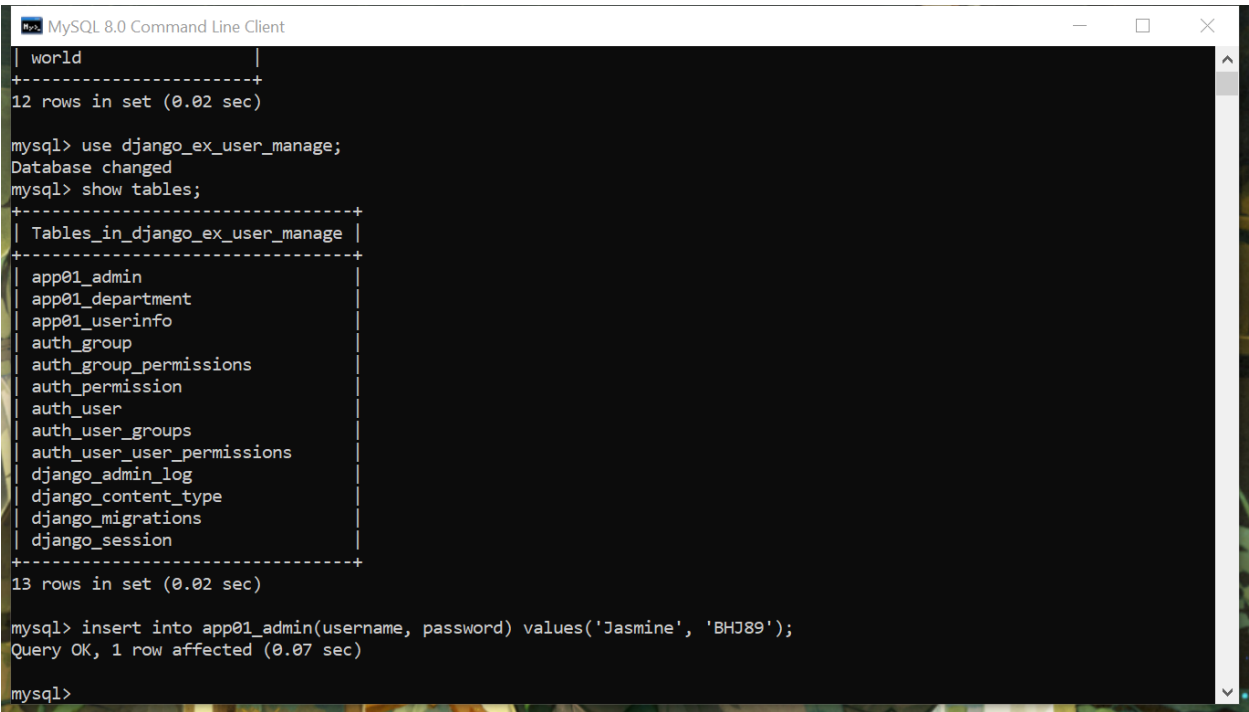 MySQL 8.0 Command Line Client
| world                 |
+-----------------------+
12 rows in set (0.02 sec)
mysql> use django_ex_user_manage;
Database changed
mysql> show tables;
+---------------------------------+
| Tables_in_django_ex_user_manage |
+---------------------------------+
| app01_admin                     |
| app01_department                |
| app01_userinfo                  |
| auth_group                      |
| auth_group_permissions          |
| auth_permission                 |
| auth_user                       |
| auth_user_groups                |
| auth_user_user_permissions      |
| django_admin_log                |
| django_content_type             |
| django_migrations               |
| django_session                  |
+---------------------------------+
13 rows in set (0.02 sec)
mysql> insert into app01_admin(username, password) values('Jasmine', 'BHJ89');
Query OK, 1 row affected (0.07 sec)
mysql>